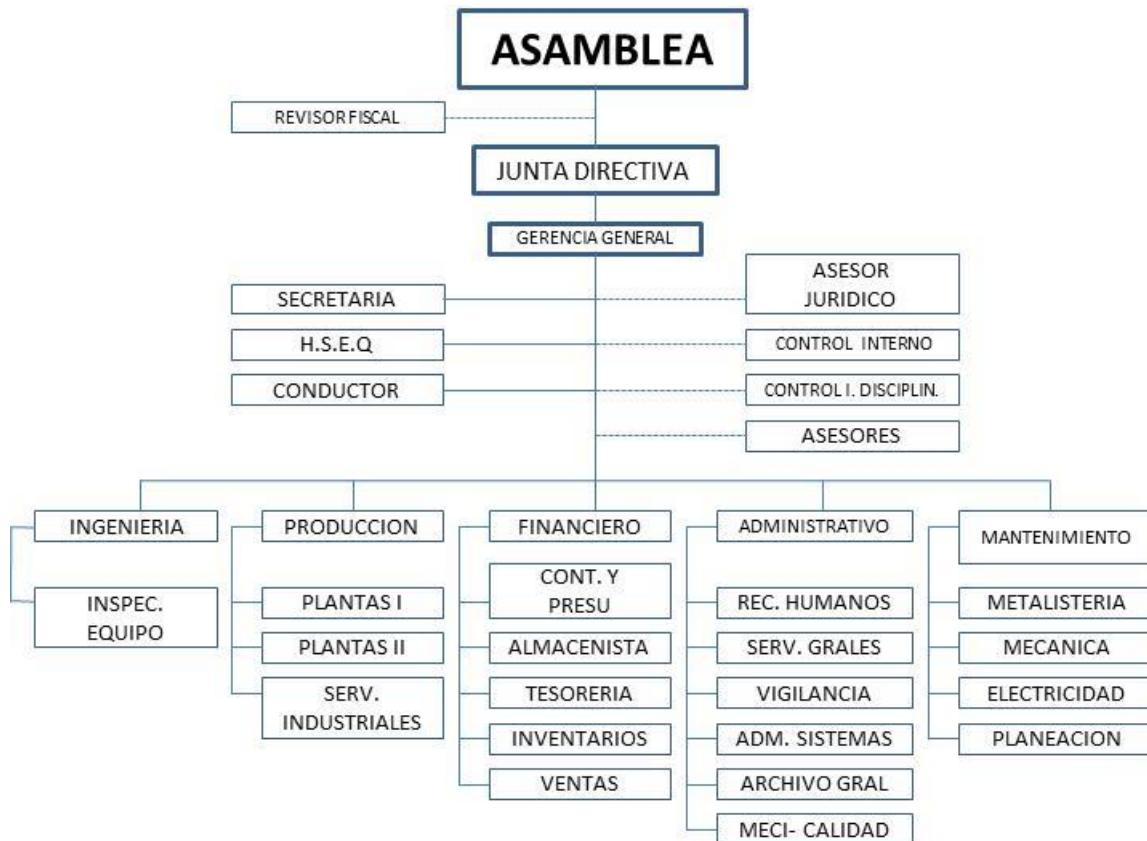 ASAMBLEA
REVISOR FISCAL
JUNTA DIRECTIVA
GERENCIA GENERAL
SECRETARIA
ASESOR
JURIDICO
H.S.E.Q
CONTROL INTERNO
CONDUCTOR
CONTROL I. DISCIPLIN.
ASESORES
INGENIERIA
INSPEC.
EQUIPO
PRODUCCION
PLANTAS I
PLANTAS II
SERV.
INDUSTRIALES
FINANCIERO
CONT. Y
PRESU
ALMACENISTA
TESORERIA
INVENTARIOS
VENTAS
ADMINISTRATIVO
REC. HUMANOS
SERV. GRALES
VIGILANCIA
ADM. SISTEMAS
ARCHIVO GRAL
MECI- CALIDAD
MANTENIMIENTO
METALISTERIA
MECANICA
ELECTRICIDAD
PLANEACION